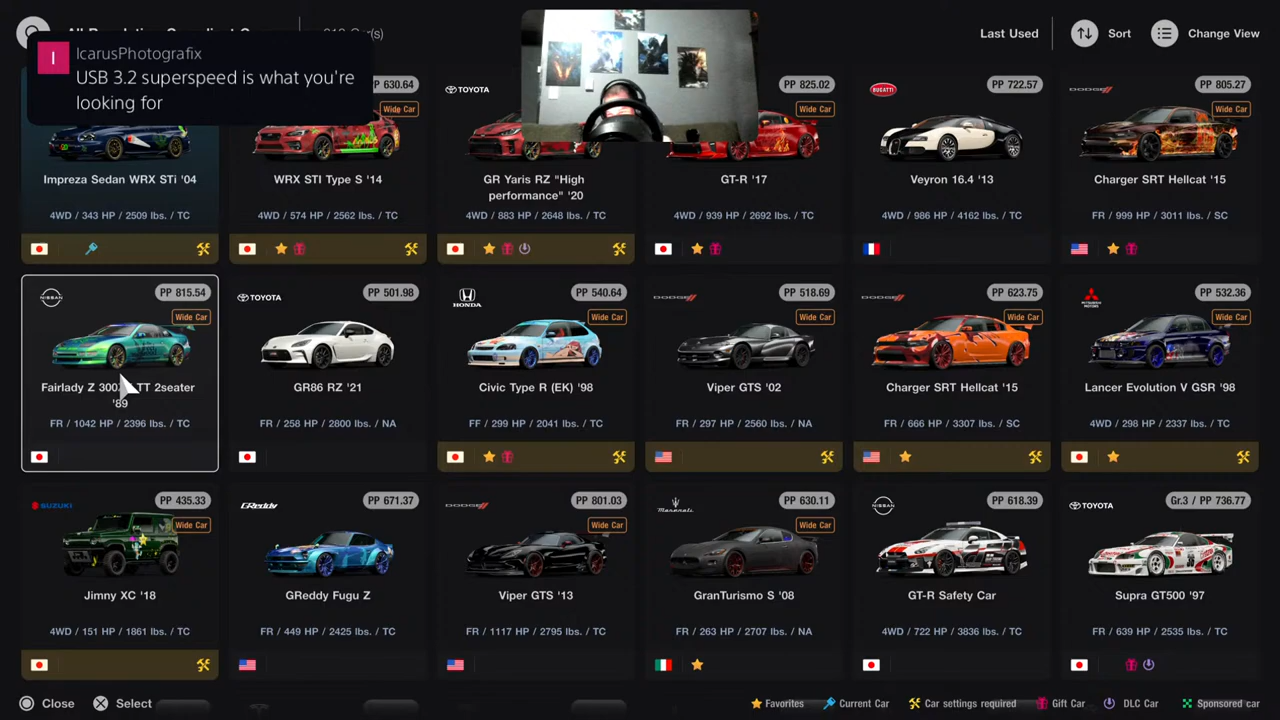 Last Used
Sort
Change View
IcarusPhotografix
USB 3.2 superspeed is what you're
looking for
Impreza Sedan WRX STi '04
4WD / 343 HP / 2509 lbs. / TC
PP 630.64
Wide Car
WRX STI Type S '14
4WD / 574 HP / 2562 lbs. / TC
TOYOTA
GR Yaris RZ "High
performance" '20
4WD / 883 HP / 2648 lbs. / TC
PP 825.02
GT-R '17
4WD / 939 HP / 2692 lbs. / TC
BUGATTI
PP 722.57
Veyron 16.4 '13
4WD / 986 HP / 4162 lbs. / TC
DODGE
PP 805.27
Wide Car
Charger SRT Hellcat '15
FR / 999 HP / 3011 lbs. / SC
NISSAN
PP 815.54
Wide Car
Fairlady Z 300 TT 2seater
'89
FR / 1042 HP / 2396 lbs. / TC
TOYOTA
PP 501.98
GR86 RZ '21
FR / 258 HP / 2800 lbs. / NA
HONDA
PP 540.64
Wide Car
Civic Type R (EK) '98
FF / 299 HP / 2041 lbs. / TC
DODGE
PP 518.69
Wide Car
Viper GTS '02
FR / 297 HP / 2560 lbs. / NA
DODGE
PP 623.75
Wide Car
Charger SRT Hellcat '15
FR / 666 HP / 3307 lbs. / SC
MITSUBISHI
MOTORS
PP 532.36
Wide Car
Lancer Evolution V GSR '98
4WD / 298 HP / 2337 lbs. / TC
SUZUKI
PP 435.33
Wide Car
Jimny XC '18
4WD / 151 HP / 1861 lbs. / TC
GReddy
PP 671.37
GReddy Fugu Z
FR / 449 HP / 2425 lbs. / TC
DODGE
PP 801.03
Wide Car
Viper GTS '13
FR / 1117 HP / 2795 lbs. / TC
Maserati
PP 630.11
Wide Car
GranTurismo S '08
FR / 263 HP / 2707 lbs. / NA
NISSAN
PP 618.39
GT-R Safety Car
4WD / 722 HP / 3836 lbs. / TC
TOYOTA
Gr.3 / PP 736.77
Supra GT500 '97
FR / 639 HP / 2535 lbs. / TC
Close
Select
Favorites
Current Car
Car settings required
Gift Car
DLC Car
Sponsored car